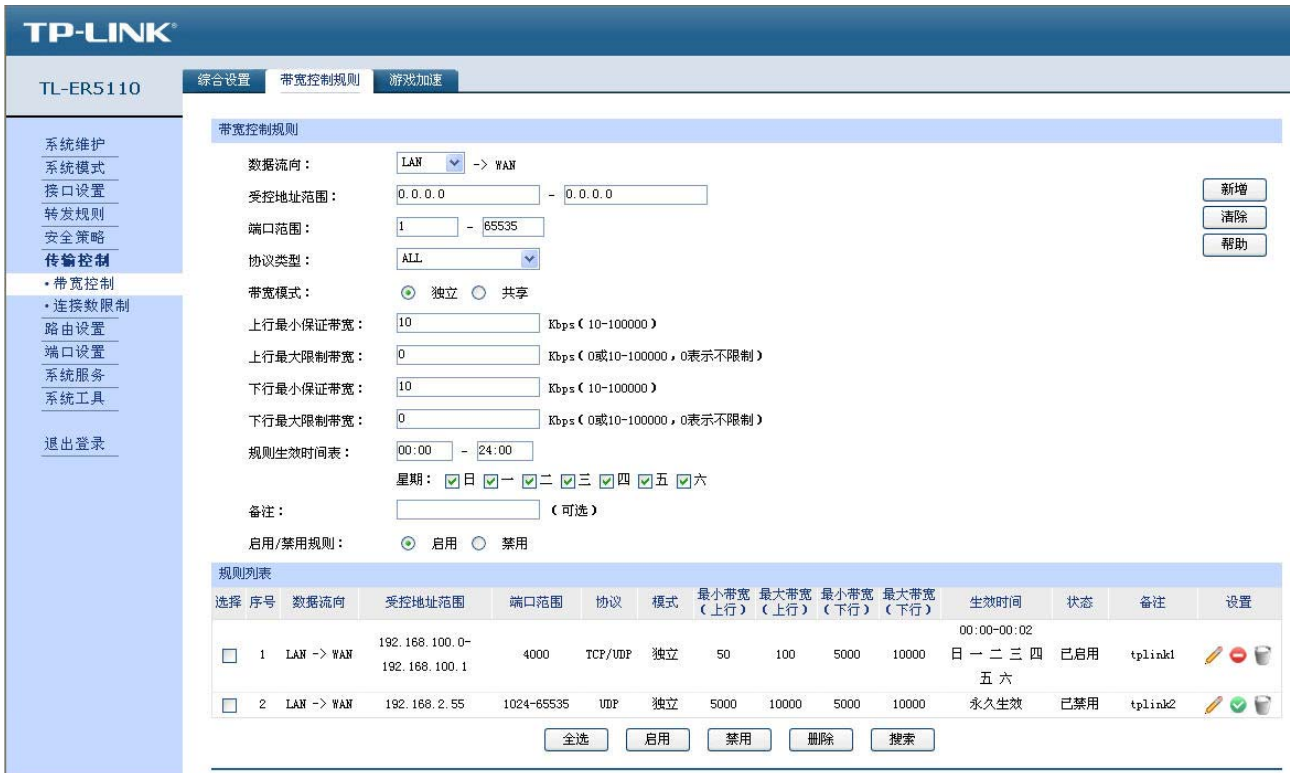 TP-LINK®
TL-ER5110
综合设置 带宽控制规则 游戏加速
系统维护
系统模式
接口设置
转发规则
安全策略
传输控制
•带宽控制
•连接数限制
路由设置
端口设置
系统服务
系统工具
退出登录
带宽控制规则
数据流向： LAN -> WAN
受控地址范围： 0.0.0.0 - 0.0.0.0
端口范围： 1 - 65535
协议类型： ALL
带宽模式： 独立 共享
上行最小保证带宽： 10 Kbps（10-100000）
上行最大限制带宽： 0 Kbps（0或10-100000，0表示不限制）
下行最小保证带宽： 10 Kbps（10-100000）
下行最大限制带宽： 0 Kbps（0或10-100000，0表示不限制）
规则生效时间表： 00:00 - 24:00
星期： 日 一 二 三 四 五 六
备注： （可选）
启用/禁用规则： 启用 禁用
新增
清除
帮助
规则列表
选择 序号 数据流向 受控地址范围 端口范围 协议 模式 最小带宽（上行） 最大带宽（上行） 最小带宽（下行） 最大带宽（下行） 生效时间 状态 备注 设置
1 LAN -> WAN 192.168.100.0-192.168.100.1 4000 TCP/UDP 独立 50 100 5000 10000 00:00-00:02 日 一 二 三 四 五 六 已启用 tplink1
2 LAN -> WAN 192.168.2.55 1024-65535 UDP 独立 5000 10000 5000 10000 永久生效 已禁用 tplink2
全选 启用 禁用 删除 搜索